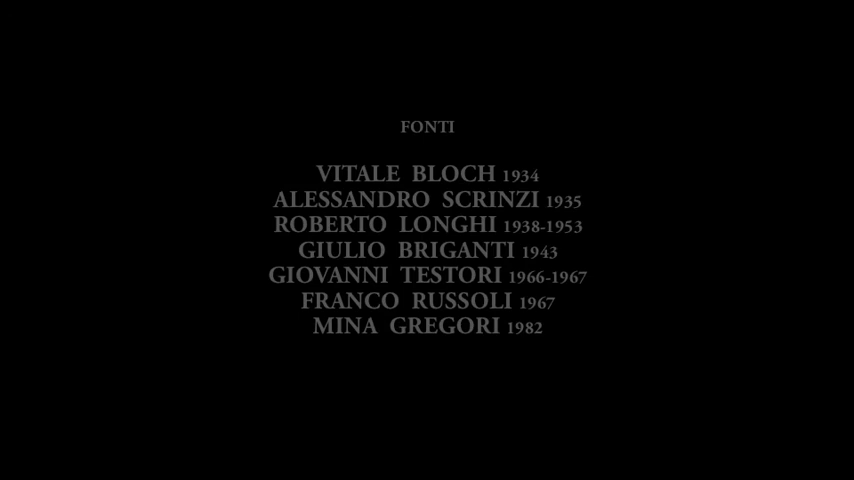 FONTI
VITALE BLOCH 1934
ALESSANDRO SCRINZI 1935
ROBERTO LONGHI 1938-1953
GIULIO BRIGANTI 1943
GIOVANNI TESTORI 1966-1967
FRANCO RUSSOLI 1967
MINA GREGORI 1982